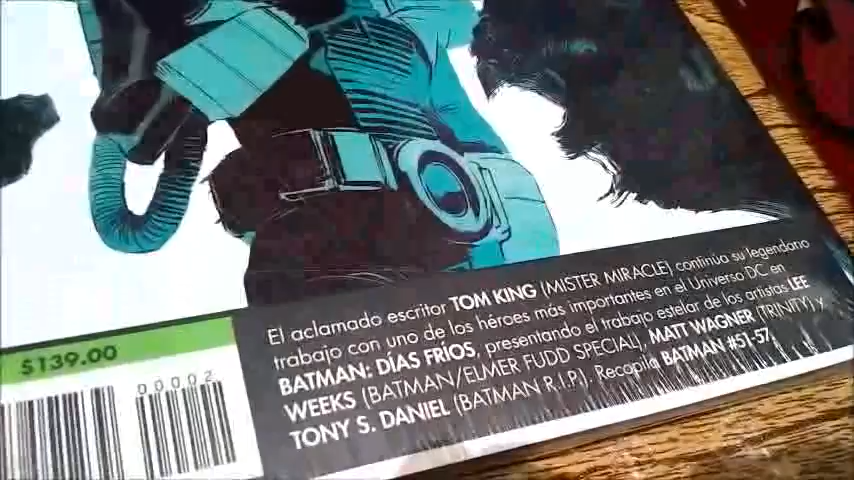 $139.00
00002
El aclamado escritor TOM KING (MISTER MIRACLE) continúa su legendario
trabajo con uno de los héroes más importantes en el Universo DC en
BATMAN: DÍAS FRÍOS, presentando el trabajo estelar de los artistas LEE
WEEKS (BATMAN/ELMER FUDD SPECIAL), MATT WAGNER (TRINITY) y
TONY S. DANIEL (BATMAN R.I.P.). Recopila BATMAN #51-57.